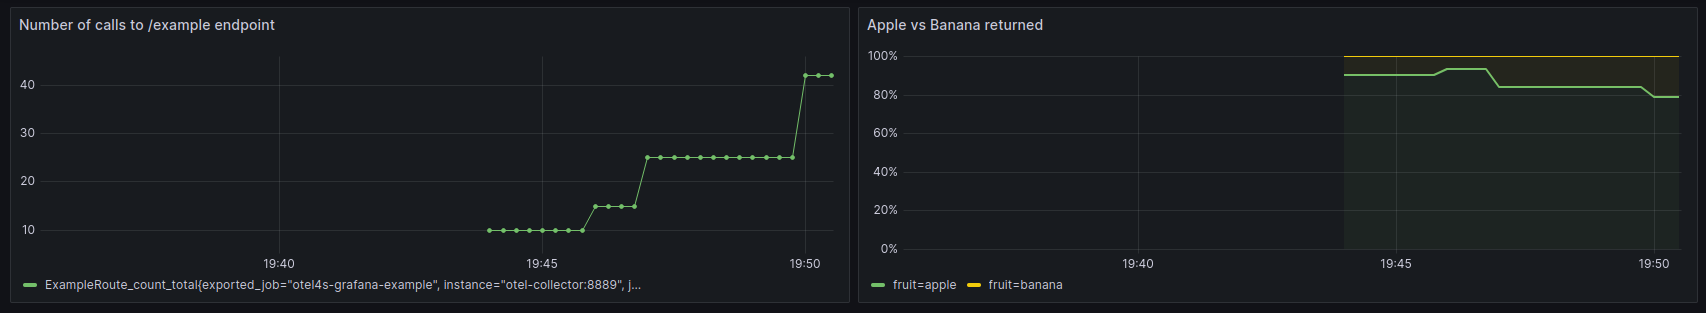 Number of calls to /example endpoint
40
30
20
10
19:40 19:45 19:50
ExampleRoute_count_total{exported_job="otel4s-grafana-example", instance="otel-collector:8889", j...
Apple vs Banana returned
100%
80%
60%
40%
20%
0%
19:40 19:45 19:50
fruit=apple fruit=banana